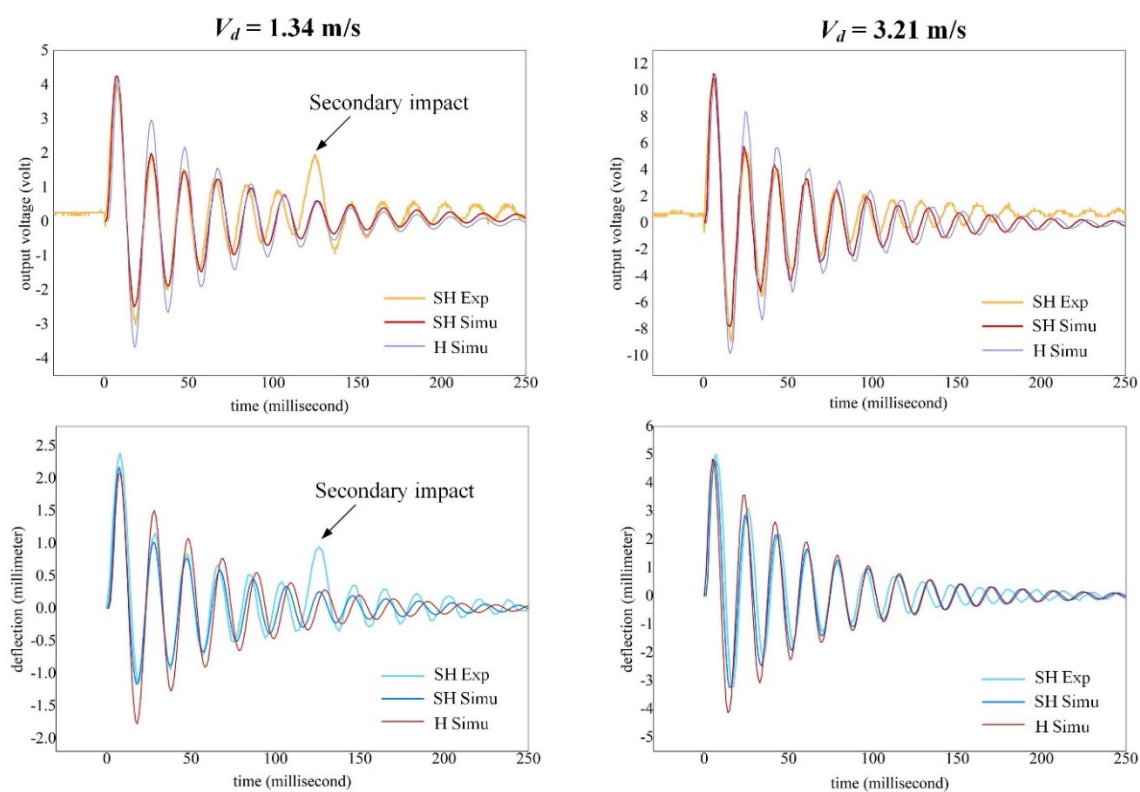 V_d = 1.34 m/s
V_d = 3.21 m/s
5
4
3
2
1
0
-1
-2
-3
-4
output voltage (volt)
Secondary impact
SH Exp
SH Simu
H Simu
0
50
100
150
200
250
time (millisecond)
12
10
8
6
4
2
0
-2
-4
-6
-8
-10
output voltage (volt)
SH Exp
SH Simu
H Simu
0
50
100
150
200
250
time (millisecond)
2.5
2.0
1.5
1.0
0.5
0.0
-0.5
-1.0
-1.5
-2.0
deflection (millimeter)
Secondary impact
SH Exp
SH Simu
H Simu
0
50
100
150
200
250
time (millisecond)
6
5
4
3
2
1
0
-1
-2
-3
-4
-5
deflection (millimeter)
SH Exp
SH Simu
H Simu
0
50
100
150
200
250
time (millisecond)